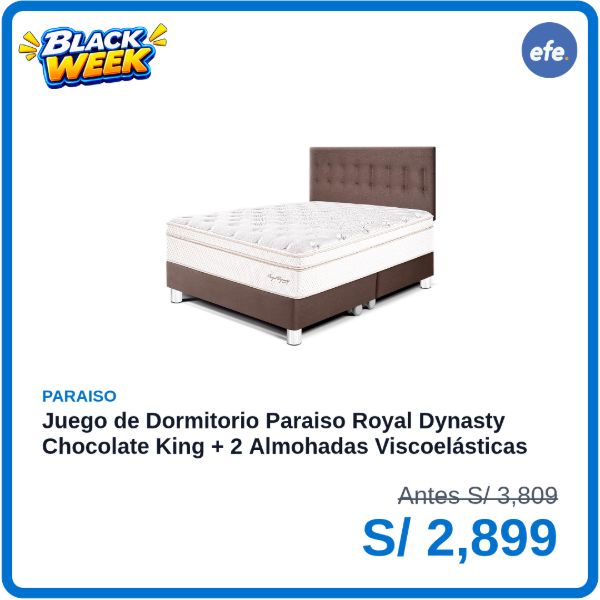 BLACK
WEEK
efe.
PARAISO
Juego de Dormitorio Paraiso Royal Dynasty
Chocolate King + 2 Almohadas Viscoelásticas
Antes S/ 3,809
S/ 2,899